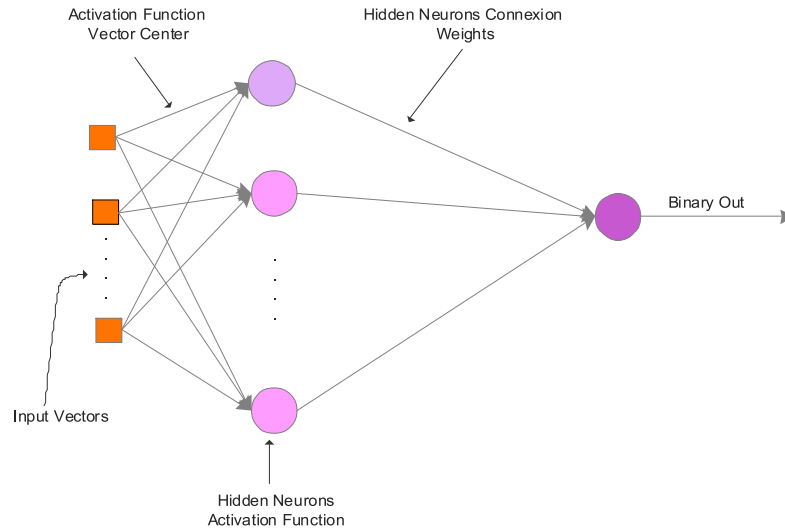 Activation Function
Vector Center
Hidden Neurons Connexion
Weights
Binary Out
Input Vectors
Hidden Neurons
Activation Function